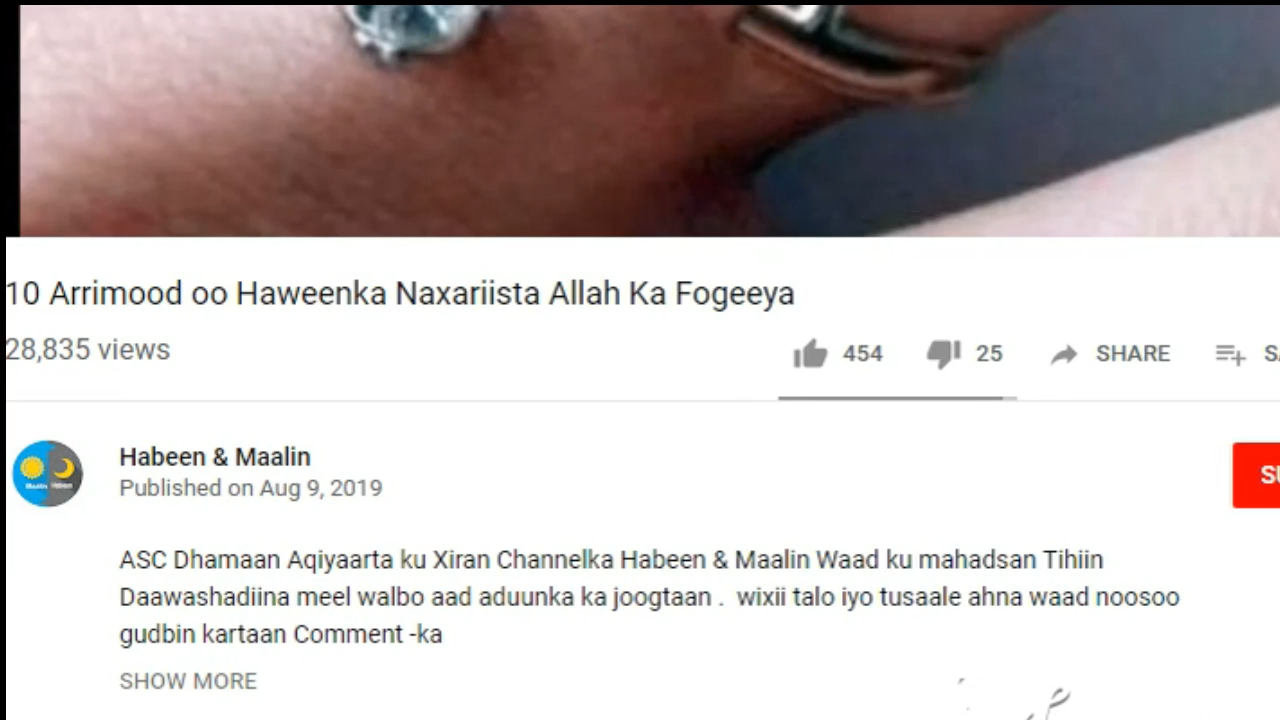 10 Arrimood oo Haweenka Naxariista Allah Ka Fogeeya
28,835 views
454 25 SHARE
Habeen & Maalin
Published on Aug 9, 2019
ASC Dhamaan Aqiyaarta ku Xiran Channelka Habeen & Maalin Waad ku mahadsan Tihiin
Daawashadiina meel walbo aad aduunka ka joogtaan . wixii talo iyo tusaale ahna waad noosoo
gudbin kartaan Comment -ka
SHOW MORE